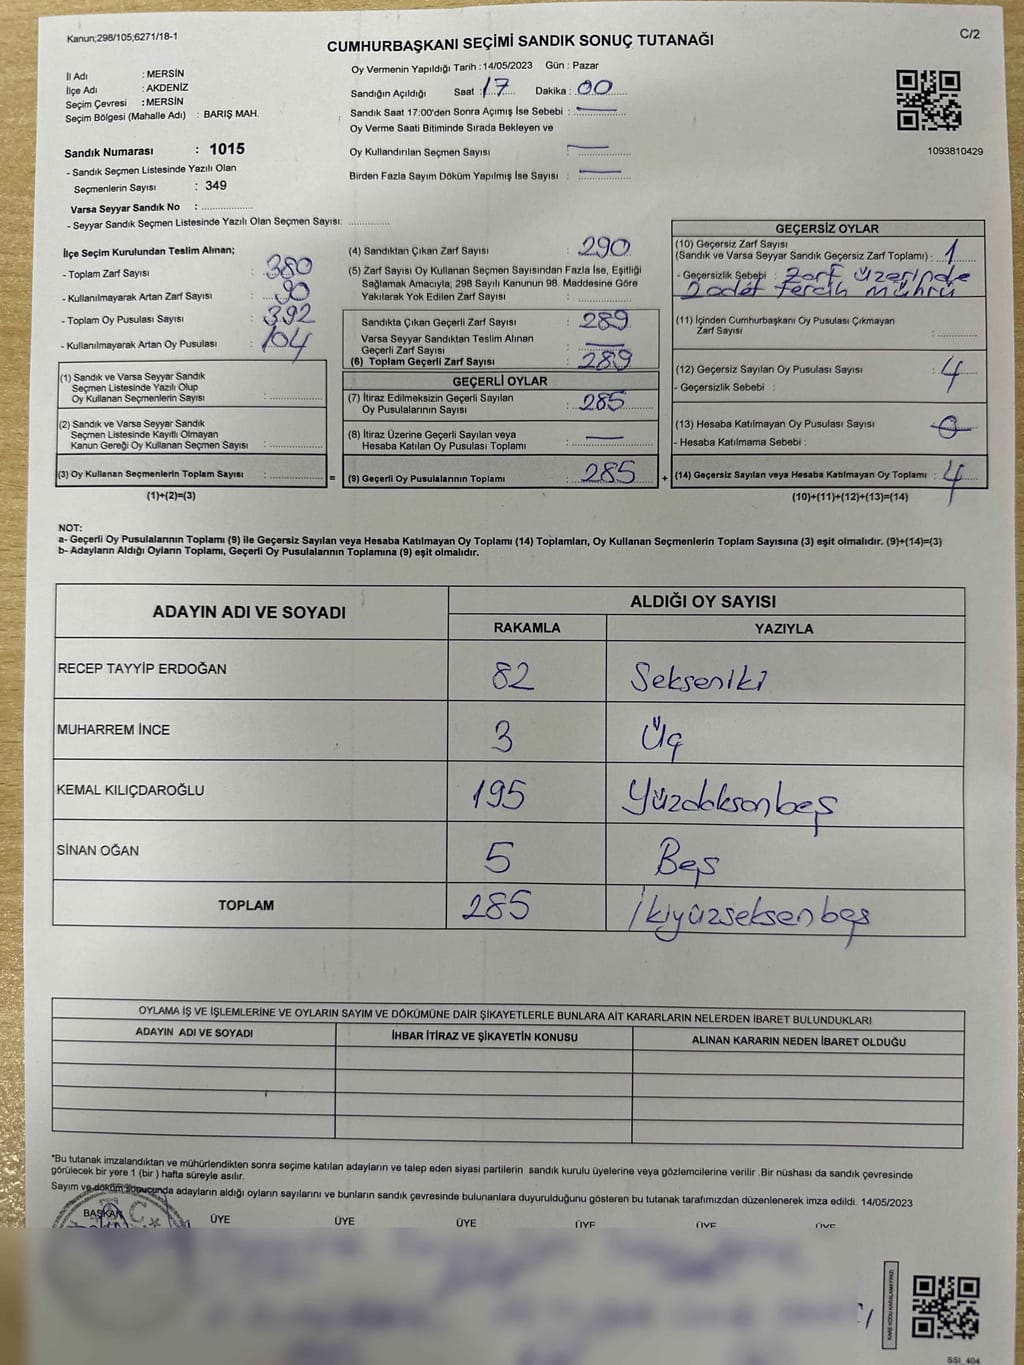 Kanun;298/105;6271/18-1
C/2
CUMHURBAŞKANI SEÇİMİ SANDIK SONUÇ TUTANAĞI
İl Adı : MERSİN
İlçe Adı : AKDENİZ
Seçim Çevresi : MERSİN
Seçim Bölgesi (Mahalle Adı) : BARIŞ MAH.
Sandık Numarası : 1015
- Sandık Seçmen Listesinde Yazılı Olan
Seçmenlerin Sayısı : 349
Varsa Seyyar Sandık No : ................
- Seyyar Sandık Seçmen Listesinde Yazılı Olan Seçmen Sayısı: .............
Oy Vermenin Yapıldığı Tarih : 14/05/2023 Gün : Pazar
Sandığın Açıldığı Saat : 17 Dakika : 00
Sandık Saat 17:00'den Sonra Açımış İse Sebebi : —
Oy Verme Saati Bitiminde Sırada Bekleyen ve
Oy Kullandırılan Seçmen Sayısı —
Birden Fazla Sayım Döküm Yapılmış İse Sayısı : —
1093810429
İlçe Seçim Kurulundan Teslim Alınan;
- Toplam Zarf Sayısı : 380
- Kullanılmayarak Artan Zarf Sayısı : 90
- Toplam Oy Pusulası Sayısı : 392
- Kullanılmayarak Artan Oy Pusulası : 104
(1) Sandık ve Varsa Seyyar Sandık
Seçmen Listesinde Yazılı Olup
Oy Kullanan Seçmenlerin Sayısı : .............
(2) Sandık ve Varsa Seyyar Sandık
Seçmen Listesinde Kayıtlı Olmayan
Kanun Gereği Oy Kullanan Seçmen Sayısı : .............
(3) Oy Kullanan Seçmenlerin Toplam Sayısı : .............
(1)+(2)=(3)
=
(4) Sandıktan Çıkan Zarf Sayısı : 290
(5) Zarf Sayısı Oy Kullanan Seçmen Sayısından Fazla İse, Eşitliği
Sağlamak Amacıyla; 298 Sayılı Kanunun 98. Maddesine Göre
Yakılarak Yok Edilen Zarf Sayısı : .............
Sandıkta Çıkan Geçerli Zarf Sayısı : 289
Varsa Seyyar Sandıktan Teslim Alınan
Geçerli Zarf Sayısı : —
(6) Toplam Geçerli Zarf Sayısı : 289
GEÇERLİ OYLAR
(7) İtiraz Edilmeksizin Geçerli Sayılan
Oy Pusulalarının Sayısı : 285
(8) İtiraz Üzerine Geçerli Sayılan veya
Hesaba Katılan Oy Pusulası Toplamı : —
(9) Geçerli Oy Pusulalarının Toplamı : 285
+
GEÇERSİZ OYLAR
(10) Geçersiz Zarf Sayısı
(Sandık ve Varsa Seyyar Sandık Geçersiz Zarf Toplamı) : 1
- Geçersizlik Sebebi : Zarf üzerinde
2 adet tercih mührü
(11) İçinden Cumhurbaşkanı Oy Pusulası Çıkmayan
Zarf Sayısı : .............
(12) Geçersiz Sayılan Oy Pusulası Sayısı : 4
- Geçersizlik Sebebi :
(13) Hesaba Katılmayan Oy Pusulası Sayısı : 0
- Hesaba Katılmama Sebebi :
(14) Geçersiz Sayılan veya Hesaba Katılmayan Oy Toplamı : 4
(10)+(11)+(12)+(13)=(14)
NOT:
a- Geçerli Oy Pusulalarının Toplamı (9) ile Geçersiz Sayılan veya Hesaba Katılmayan Oy Toplamı (14) Toplamları, Oy Kullanan Seçmenlerin Toplam Sayısına (3) eşit olmalıdır. (9)+(14)=(3)
b- Adayların Aldığı Oyların Toplamı, Geçerli Oy Pusulalarının Toplamına (9) eşit olmalıdır.
ADAYIN ADI VE SOYADI ALDIĞI OY SAYISI
RAKAMLA YAZIYLA
RECEP TAYYİP ERDOĞAN 82 Sekseniki
MUHARREM İNCE 3 Üç
KEMAL KILIÇDAROĞLU 195 Yüzdoksanbeş
SİNAN OĞAN 5 Beş
TOPLAM 285 İkiyüzseksenbeş
OYLAMA İŞ VE İŞLEMLERİNE VE OYLARIN SAYIM VE DÖKÜMÜNE DAİR ŞİKAYETLERLE BUNLARA AİT KARARLARIN NELERDEN İBARET BULUNDUKLARI
ADAYIN ADI VE SOYADI İHBAR İTİRAZ VE ŞİKAYETİN KONUSU ALINAN KARARIN NEDEN İBARET OLDUĞU
"Bu tutanak imzalandıktan ve mühürlendikten sonra seçime katılan adayların ve talep eden siyasi partilerin sandık kurulu üyelerine veya gözlemcilerine verilir .Bir nüshası da sandık çevresinde
görülecek bir yere 1 (bir ) hafta süreyle asılır.
Sayım ve döküm sonucunda adayların aldığı oyların sayılarını ve bunların sandık çevresinde bulunanlara duyurulduğunu gösteren bu tutanak tarafımızdan düzenlenerek imza edildi. 14/05/2023
BAŞKAN ÜYE ÜYE ÜYE ÜYE ÜYE ÜYE
T.C.
SSI_404